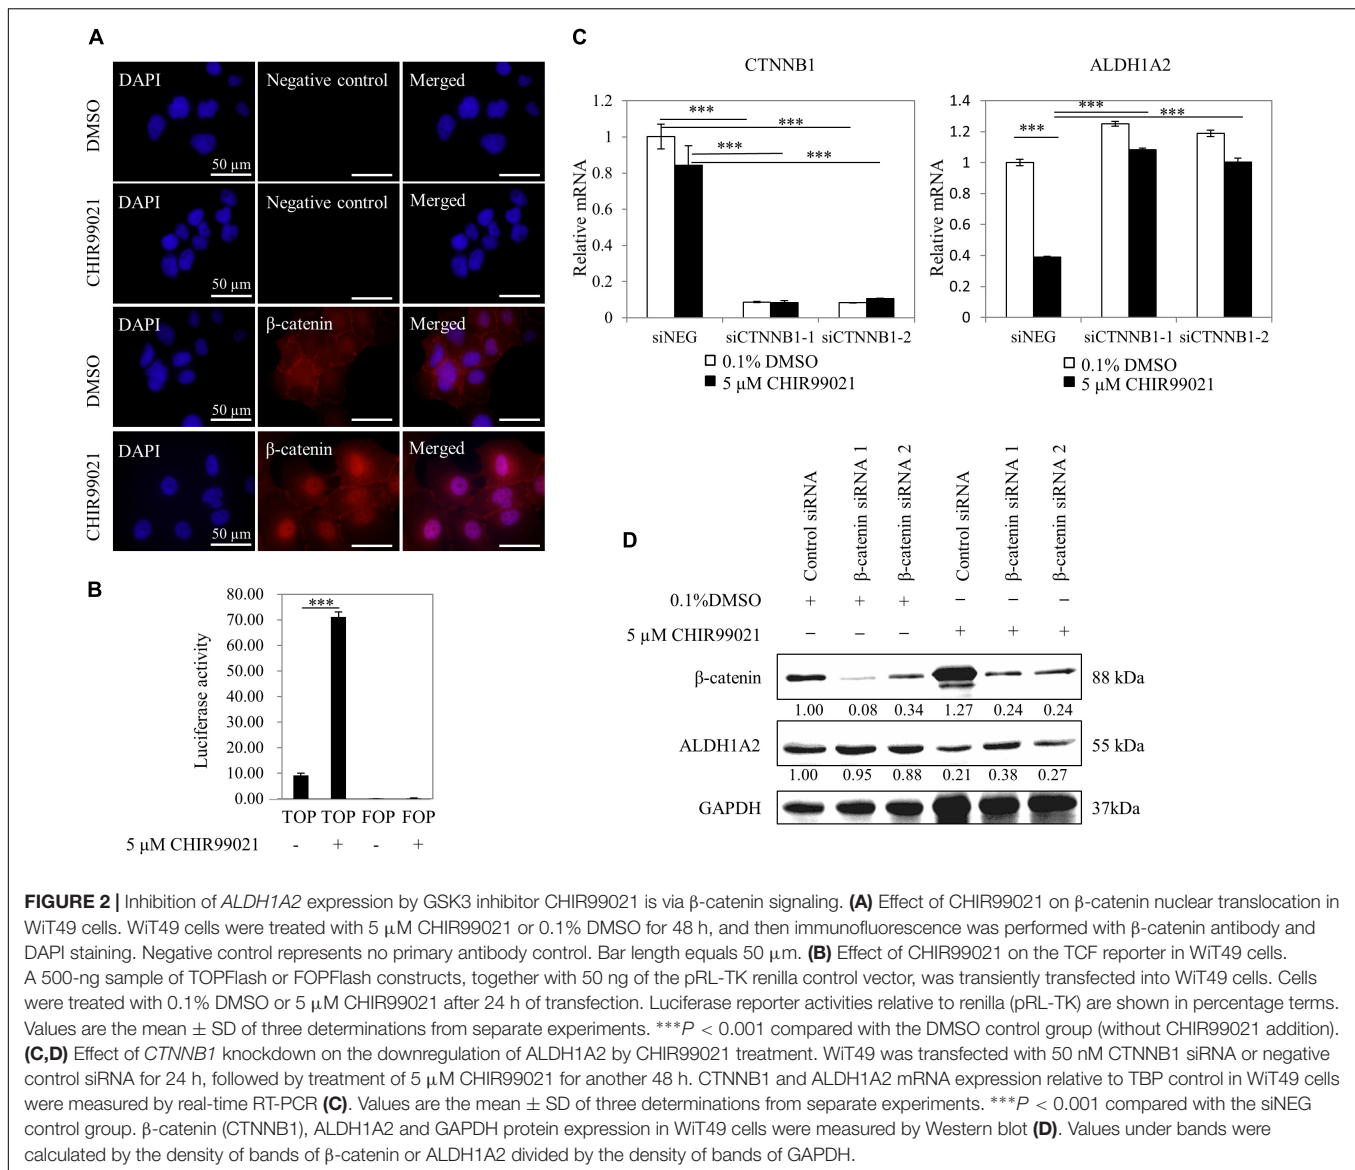 A
DAPI Negative control Merged
DMSO
50 µm
DAPI Negative control Merged
CHIR99021
50 µm
DAPI β-catenin Merged
DMSO
50 µm
DAPI β-catenin Merged
CHIR99021
50 µm
B
Luciferase activity
80.00
70.00
60.00
50.00
40.00
30.00
20.00
10.00
0.00
***
TOP TOP FOP FOP
5 µM CHIR99021 - + - +
C
CTNNB1
Relative mRNA
1.2
1
0.8
0.6
0.4
0.2
0
***
***
***
***
siNEG siCTNNB1-1 siCTNNB1-2
0.1% DMSO
5 µM CHIR99021
ALDH1A2
Relative mRNA
1.4
1.2
1
0.8
0.6
0.4
0.2
0
***
***
***
siNEG siCTNNB1-1 siCTNNB1-2
0.1% DMSO
5 µM CHIR99021
D
Control siRNA
β-catenin siRNA 1
β-catenin siRNA 2
Control siRNA
β-catenin siRNA 1
β-catenin siRNA 2
0.1%DMSO + + + – – –
5 µM CHIR99021 – – – + + +
β-catenin 88 kDa
1.00 0.08 0.34 1.27 0.24 0.24
ALDH1A2 55 kDa
1.00 0.95 0.88 0.21 0.38 0.27
GAPDH 37kDa
FIGURE 2 | Inhibition of ALDH1A2 expression by GSK3 inhibitor CHIR99021 is via β-catenin signaling. (A) Effect of CHIR99021 on β-catenin nuclear translocation in
WiT49 cells. WiT49 cells were treated with 5 µM CHIR99021 or 0.1% DMSO for 48 h, and then immunofluorescence was performed with β-catenin antibody and
DAPI staining. Negative control represents no primary antibody control. Bar length equals 50 µm. (B) Effect of CHIR99021 on the TCF reporter in WiT49 cells.
A 500-ng sample of TOPFlash or FOPFlash constructs, together with 50 ng of the pRL-TK renilla control vector, was transiently transfected into WiT49 cells. Cells
were treated with 0.1% DMSO or 5 µM CHIR99021 after 24 h of transfection. Luciferase reporter activities relative to renilla (pRL-TK) are shown in percentage terms.
Values are the mean ± SD of three determinations from separate experiments. ***P < 0.001 compared with the DMSO control group (without CHIR99021 addition).
(C,D) Effect of CTNNB1 knockdown on the downregulation of ALDH1A2 by CHIR99021 treatment. WiT49 was transfected with 50 nM CTNNB1 siRNA or negative
control siRNA for 24 h, followed by treatment of 5 µM CHIR99021 for another 48 h. CTNNB1 and ALDH1A2 mRNA expression relative to TBP control in WiT49 cells
were measured by real-time RT-PCR (C). Values are the mean ± SD of three determinations from separate experiments. ***P < 0.001 compared with the siNEG
control group. β-catenin (CTNNB1), ALDH1A2 and GAPDH protein expression in WiT49 cells were measured by Western blot (D). Values under bands were
calculated by the density of bands of β-catenin or ALDH1A2 divided by the density of bands of GAPDH.